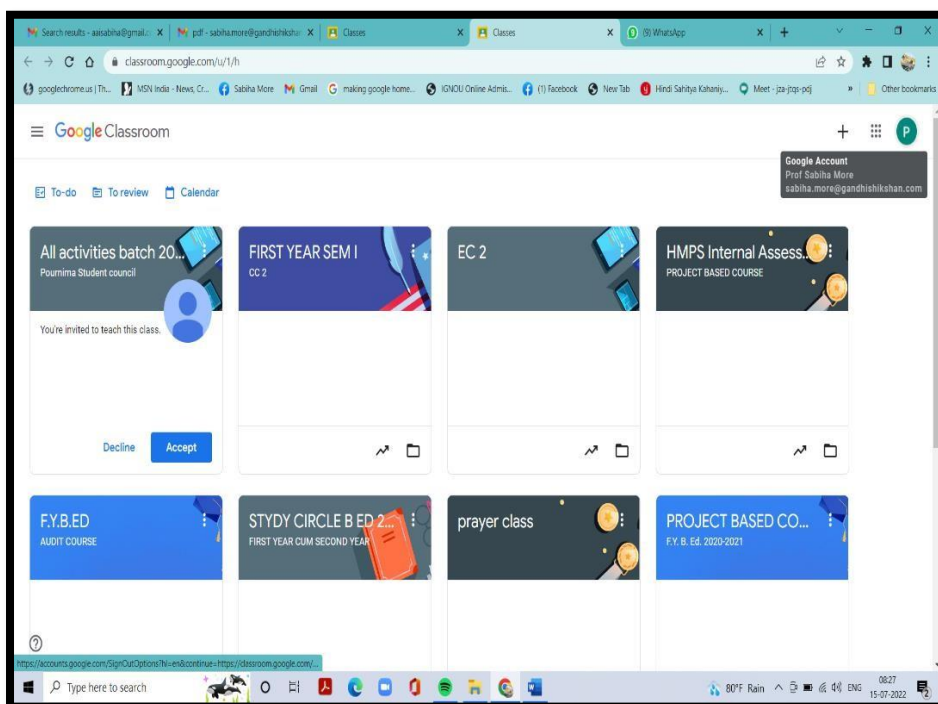 Search results - aaisabiha@gmail.c
pdf - sabiha.more@gandhishikshan
Classes
Classes
(9) WhatsApp
classroom.google.com/u/1/h
googlechrome.us | Th...
MSN India - News, Cr...
Sabiha More
Gmail
making google home...
IGNOU Online Admis...
(1) Facebook
New Tab
Hindi Sahitya Kahaniy...
Meet - jza-jtqs-pdj
»
Other bookmarks
Google Classroom
P
Google Account
Prof Sabiha More
sabiha.more@gandhishikshan.com
To-do
To review
Calendar
All activities batch 20...
Pournima Student council
You're invited to teach this class.
Decline
Accept
FIRST YEAR SEM I
CC 2
EC 2
HMPS Internal Assess...
PROJECT BASED COURSE
F.Y.B.ED
AUDIT COURSE
STYDY CIRCLE B ED 2...
FIRST YEAR CUM SECOND YEAR
prayer class
PROJECT BASED CO...
F.Y. B. Ed. 2020-2021
https://accounts.google.com/SignOutOptions?hl=en&continue=https://classroom.google.com/...
Type here to search
80°F Rain
ENG
08:27
15-07-2022
2